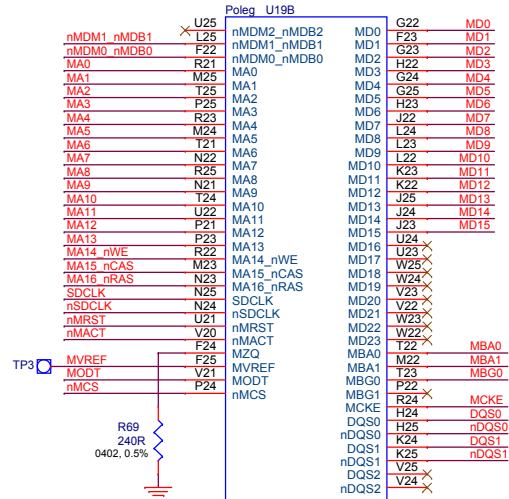 Poleg U19B
U25 nMDM2_nMDB2 MD0 G22 MD0
nMDM1_nMDB1 L25 nMDM1_nMDB1 MD1 F23 MD1
nMDM0_nMDB0 F22 nMDM0_nMDB0 MD2 G23 MD2
MA0 R21 MA0 MD3 H22 MD3
MA1 M25 MA1 MD4 G24 MD4
MA2 T25 MA2 MD5 G25 MD5
MA3 P25 MA3 MD6 H23 MD6
MA4 R23 MA4 MD7 J22 MD7
MA5 M24 MA5 MD8 L24 MD8
MA6 T21 MA6 MD9 L23 MD9
MA7 N22 MA7 MD10 L22 MD10
MA8 R25 MA8 MD11 K23 MD11
MA9 N21 MA9 MD12 K22 MD12
MA10 T24 MA10 MD13 J25 MD13
MA11 U22 MA11 MD14 J24 MD14
MA12 P21 MA12 MD15 J23 MD15
MA13 P23 MA13 MD16 U24
MA14_nWE R22 MA14_nWE MD17 U23
MA15_nCAS M23 MA15_nCAS MD18 W25
MA16_nRAS N23 MA16_nRAS MD19 W24
SDCLK N25 SDCLK MD20 V23
nSDCLK N24 nSDCLK MD21 V22
nMRST U21 nMRST MD22 W23
nMACT V20 nMACT MD23 W22
F24 MZQ MBA0 T22 MBA0
TP3 MVREF F25 MVREF MBA1 M22 MBA1
MODT V21 MODT MBG0 T23 MBG0
nMCS P24 nMCS MBG1 P22
MCKE R24 MCKE
DQS0 H24 DQS0
R69 nDQS0 H25 nDQS0
240R DQS1 K24 DQS1
0402, 0.5% nDQS1 K25 nDQS1
DQS2 V25
nDQS2 V24